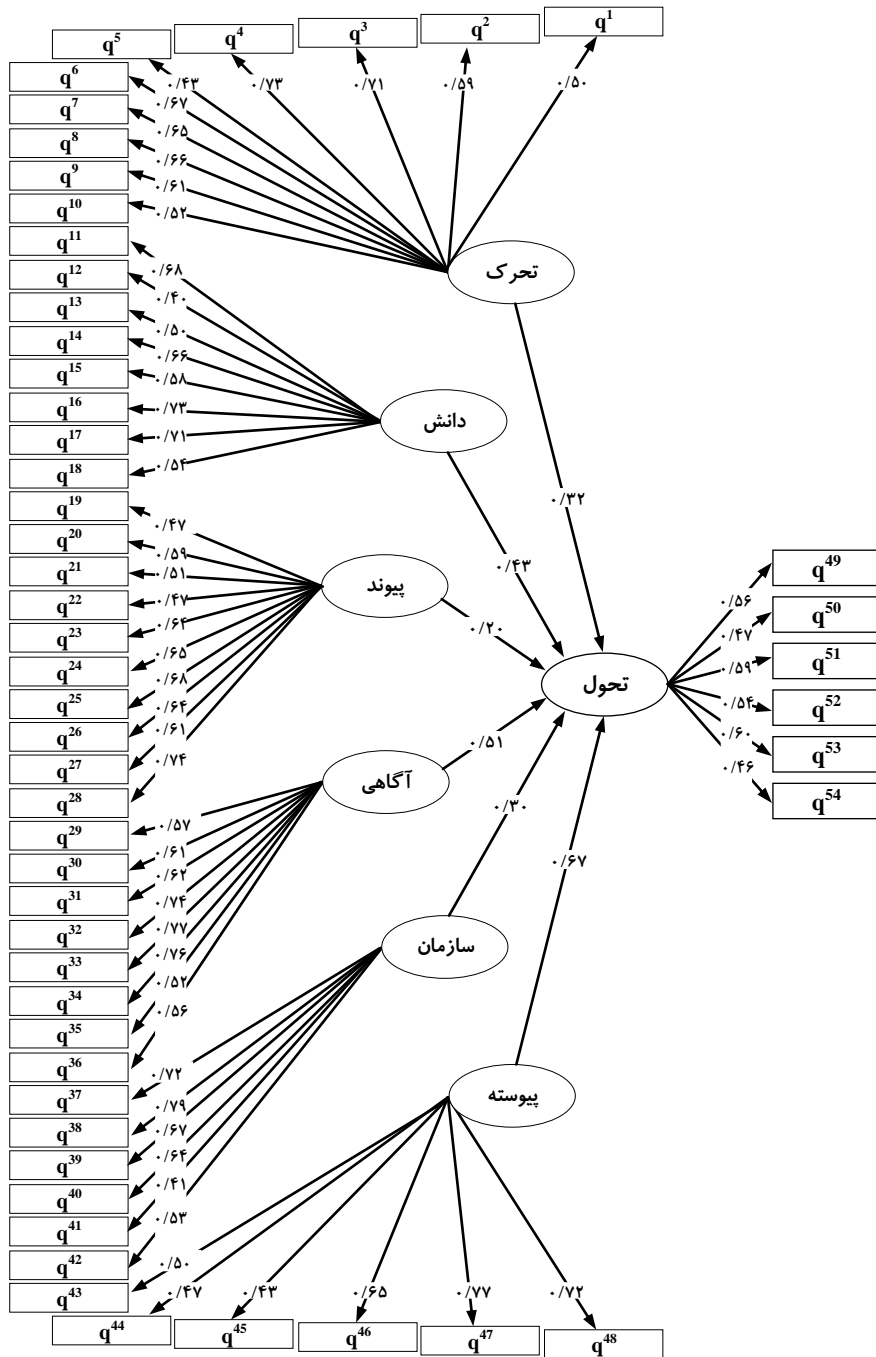 q1
q2
q3
q4
q5
۰/۵۰
۰/۵۹
۰/۷۱
۰/۷۳
۰/۴۳
q6
۰/۶۷
q7
۰/۶۵
q8
۰/۶۶
q9
۰/۶۱
q10
۰/۵۲
تحرک
q11
۰/۶۸
q12
۰/۴۰
q13
۰/۵۰
q14
۰/۶۶
q15
۰/۵۸
q16
۰/۷۳
q17
۰/۷۱
q18
۰/۵۴
دانش
۰/۳۲
q19
۰/۴۷
q20
۰/۵۹
q21
۰/۵۱
q22
۰/۴۷
q23
۰/۶۴
q24
۰/۶۵
q25
۰/۶۸
q26
۰/۶۴
q27
۰/۶۱
q28
۰/۷۴
پیوند
۰/۴۳
۰/۲۰
تحول
q49
۰/۵۶
q50
۰/۴۷
q51
۰/۵۹
q52
۰/۵۴
q53
۰/۶۰
q54
۰/۴۶
q29
۰/۵۷
q30
۰/۶۱
q31
۰/۶۲
q32
۰/۷۴
q33
۰/۷۷
q34
۰/۷۶
q35
۰/۵۲
q36
۰/۵۶
آگاهی
۰/۵۱
۰/۳۰
۰/۶۷
q37
۰/۷۲
q38
۰/۷۹
q39
۰/۶۷
q40
۰/۶۴
q41
۰/۴۱
q42
۰/۵۳
سازمان
پیوسته
q43
۰/۵۰
۰/۴۷
۰/۴۳
۰/۶۵
۰/۷۷
۰/۷۲
q44
q45
q46
q47
q48